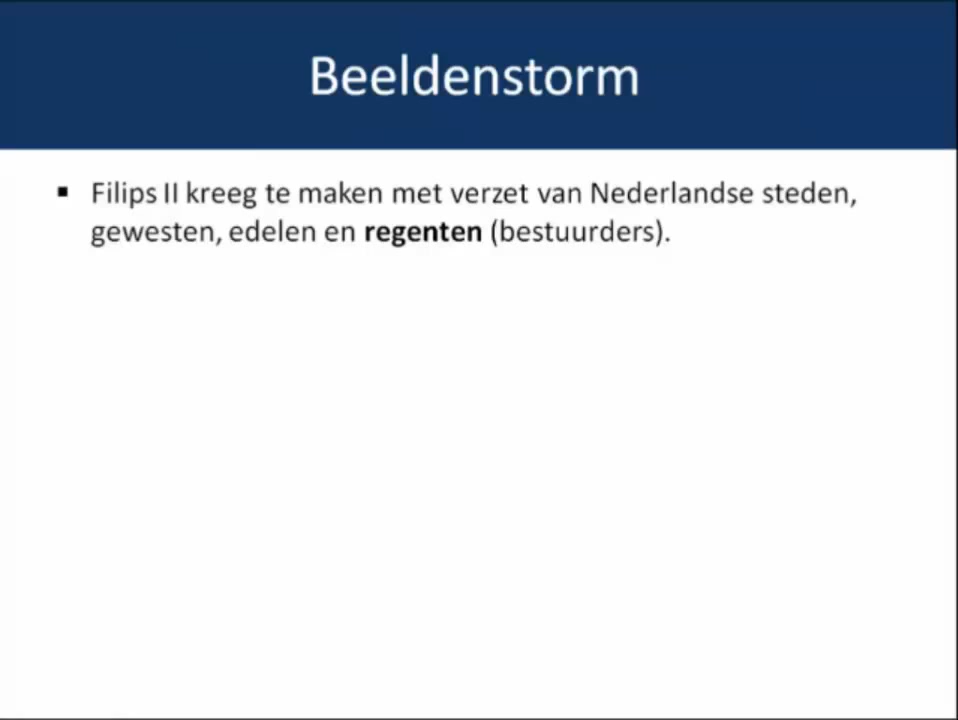 Beeldenstorm
▪ Filips II kreeg te maken met verzet van Nederlandse steden,
gewesten, edelen en regenten (bestuurders).